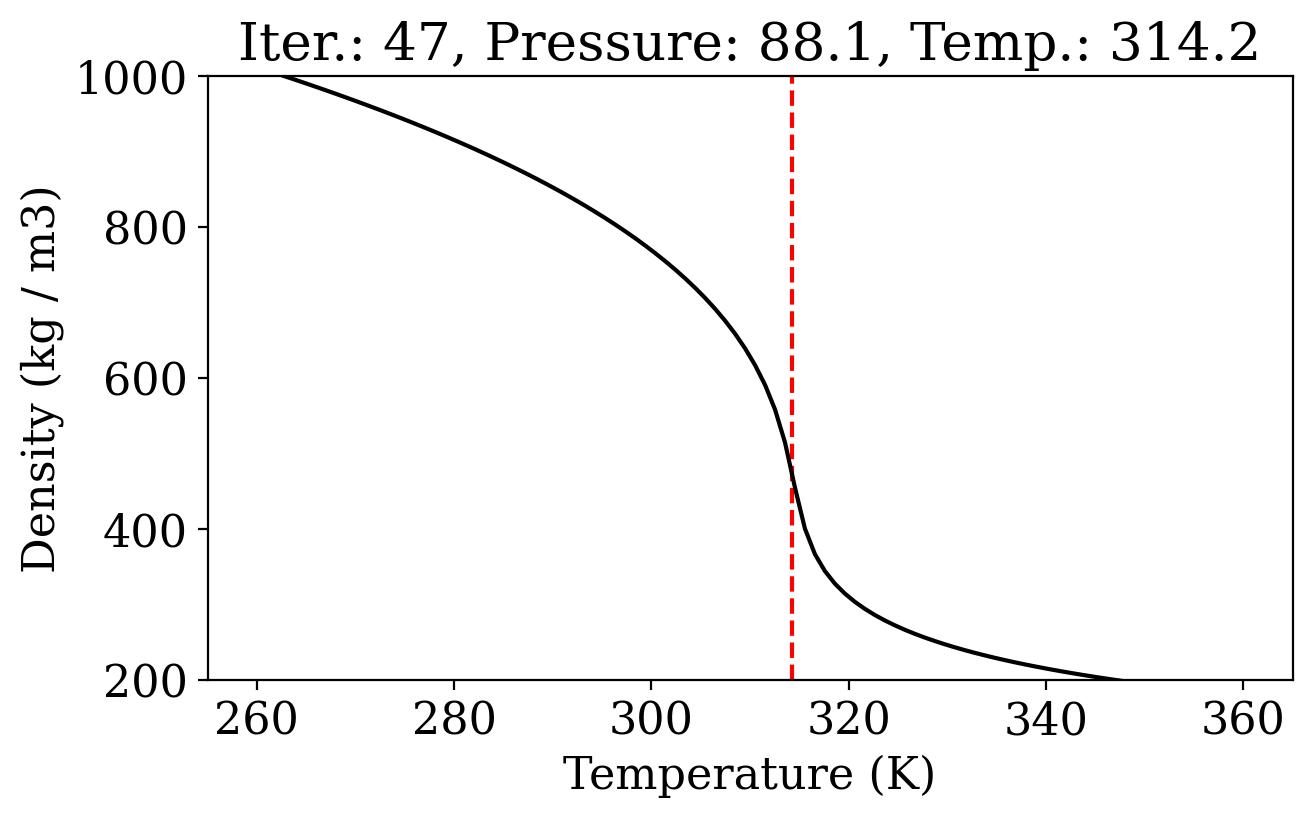 Iter.: 47, Pressure: 88.1, Temp.: 314.2
1000
800
600
400
200
Density (kg / m3)
260 280 300 320 340 360
Temperature (K)